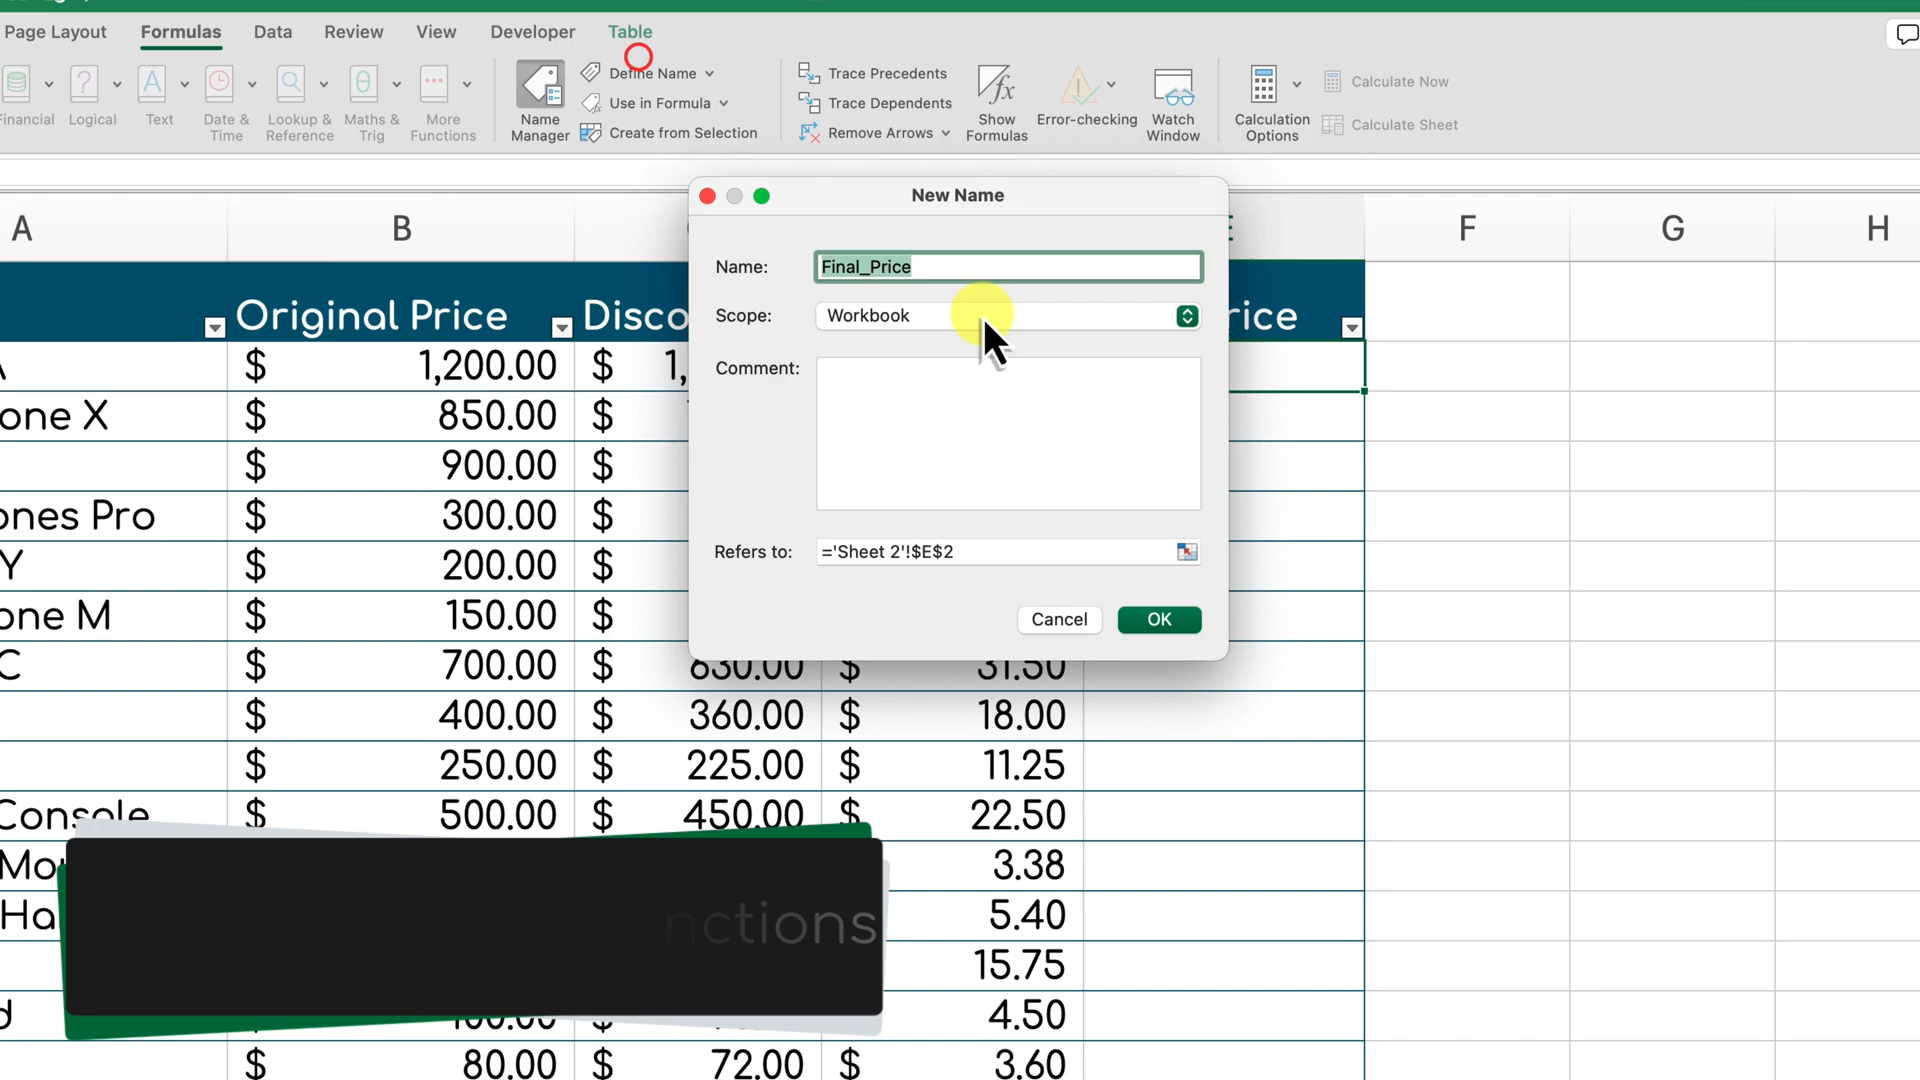 Page Layout Formulas Data Review View Developer Table
Financial Logical Text Date & Time Lookup & Reference Maths & Trig More Functions
Name Manager
Define Name
Use in Formula
Create from Selection
Trace Precedents
Trace Dependents
Remove Arrows
Show Formulas
Error-checking
Watch Window
Calculation Options
Calculate Now
Calculate Sheet
New Name
Name: Final_Price
Scope: Workbook
Comment:
Refers to: ='Sheet 2'!$E$2
Cancel OK
A B F G H
Original Price Disco rice
$ 1,200.00 $ 1,
one X $ 850.00 $
$ 900.00 $
ones Pro $ 300.00 $
Y $ 200.00 $
one M $ 150.00 $
C $ 700.00 $ 630.00 $ 31.50
$ 400.00 $ 360.00 $ 18.00
$ 250.00 $ 225.00 $ 11.25
Console $ 500.00 $ 450.00 $ 22.50
Mo 3.38
Ha 5.40
nctions
15.75
d 4.50
$ 80.00 $ 72.00 $ 3.60